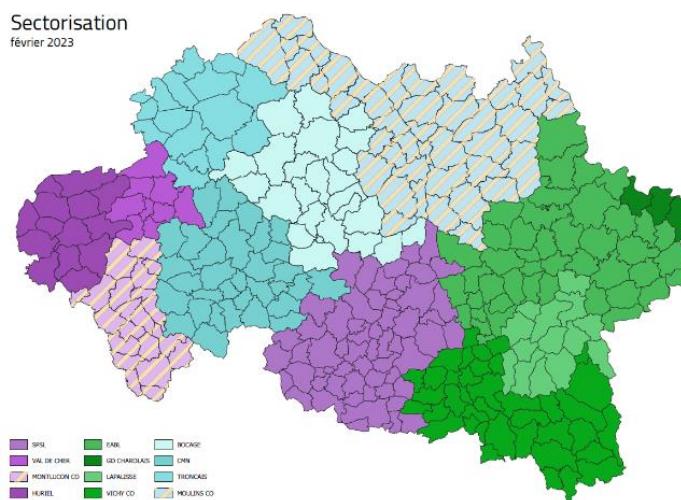 Sectorisation
février 2023
SPSL
EABL
BOCAGE
VAL DE CHER
GD CHAROLAIS
CMN
MONTLUCON CO
LAPALISSE
TRONCAIS
HURIEL
VICHY CO
MOULINS CO